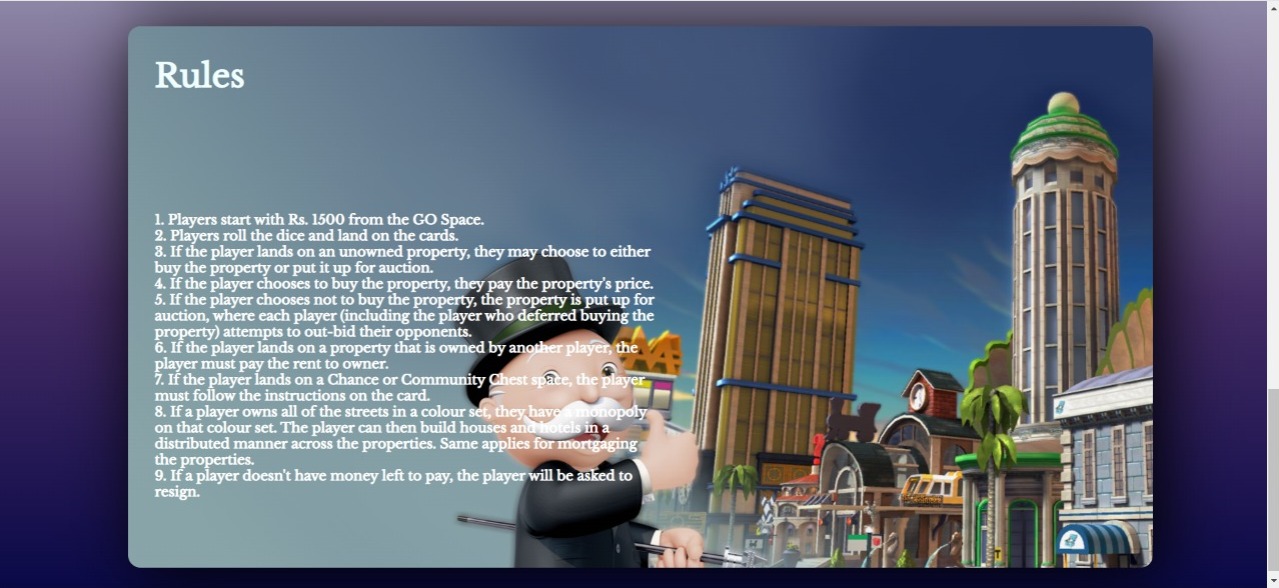 Rules
1. Players start with Rs. 1500 from the GO Space.
2. Players roll the dice and land on the cards.
3. If the player lands on an unowned property, they may choose to either
buy the property or put it up for auction.
4. If the player chooses to buy the property, they pay the property's price.
5. If the player chooses not to buy the property, the property is put up for
auction, where each player (including the player who deferred buying the
property) attempts to out-bid their opponents.
6. If the player lands on a property that is owned by another player, the
player must pay the rent to owner.
7. If the player lands on a Chance or Community Chest space, the player
must follow the instructions on the card.
8. If a player owns all of the streets in a colour set, they have a monopoly
on that colour set. The player can then build houses and hotels in a
distributed manner across the properties. Same applies for mortgaging
the properties.
9. If a player doesn't have money left to pay, the player will be asked to
resign.